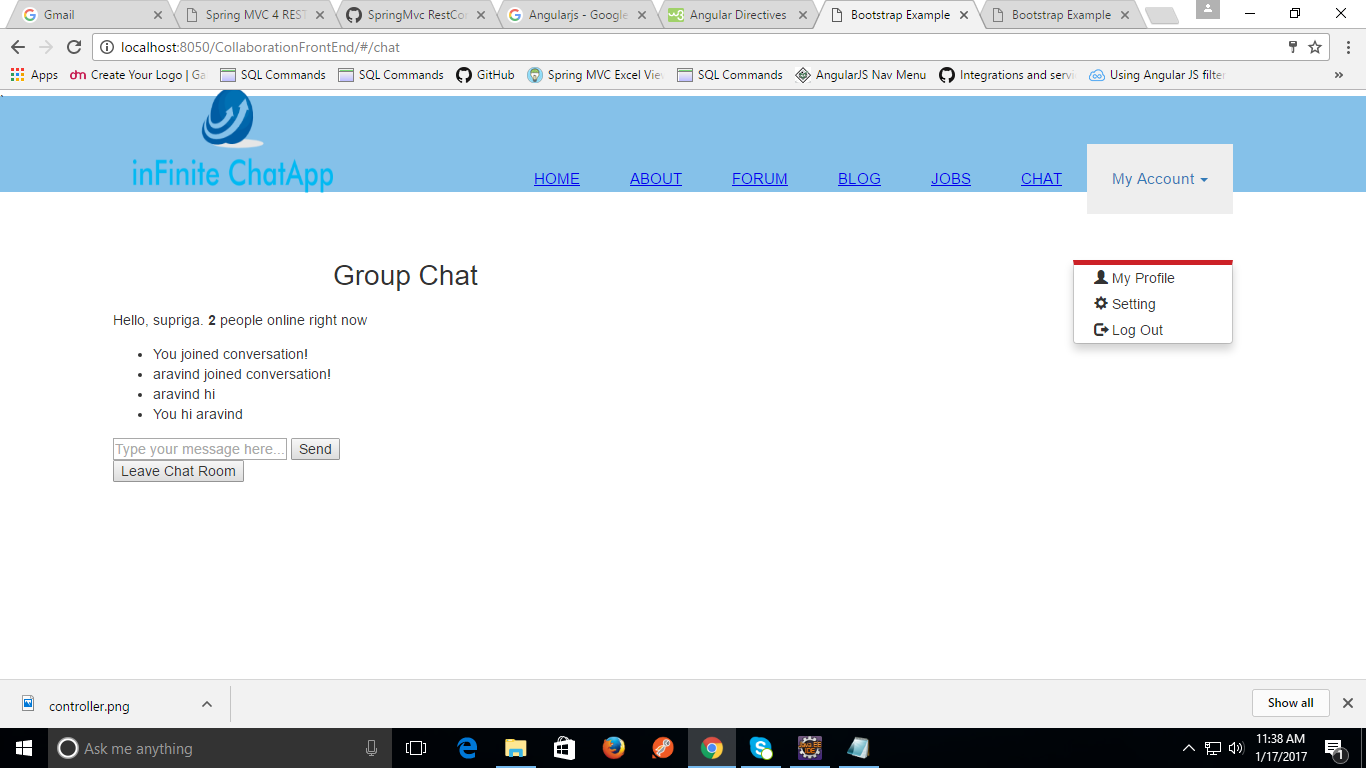 Gmail
Spring MVC 4 REST
SpringMvc RestCon
Angularjs - Google
Angular Directives
Bootstrap Example
Bootstrap Example
localhost:8050/CollaborationFrontEnd/#/chat
Apps
Create Your Logo | Ga
SQL Commands
SQL Commands
GitHub
Spring MVC Excel Vie
SQL Commands
AngularJS Nav Menu
Integrations and servi
Using Angular JS filter
inFinite ChatApp
HOME
ABOUT
FORUM
BLOG
JOBS
CHAT
My Account
Group Chat
My Profile
Setting
Log Out
Hello, supriga. 2 people online right now
You joined conversation!
aravind joined conversation!
aravind hi
You hi aravind
Type your message here...
Send
Leave Chat Room
controller.png
Show all
Ask me anything
11:38 AM
1/17/2017
1